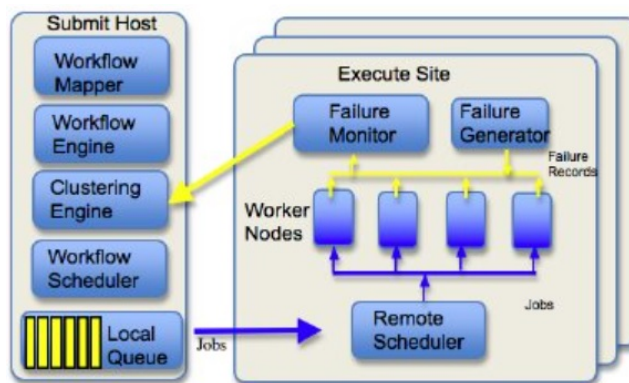 Submit Host
Workflow
Mapper
Workflow
Engine
Clustering
Engine
Workflow
Scheduler
Local
Queue
Jobs
Execute Site
Failure
Monitor
Failure
Generator
Failure
Records
Worker
Nodes
Jobs
Remote
Scheduler